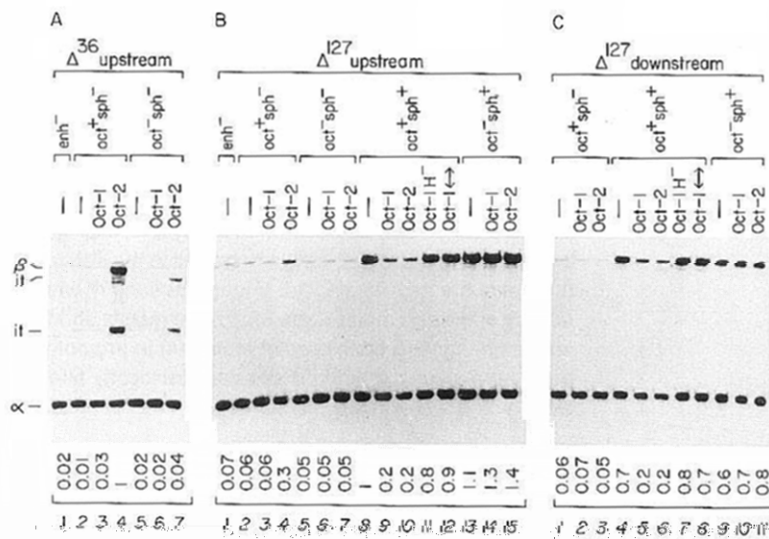 A B C
Δ36 upstream Δ127 upstream Δ127 downstream
enh− oct+sph− oct−sph− enh− oct+sph− oct−sph− oct+sph+ oct−sph+ oct+sph− oct+sph+ oct−sph+
— — Oct-1 Oct-2 — Oct-1 Oct-2 — — Oct-1 Oct-2 — Oct-1 Oct-2 — Oct-1 Oct-2 Oct-1H− Oct-1↔ — Oct-1 Oct-2 — Oct-1 Oct-2 — Oct-1 Oct-2 Oct-1H− Oct-1↔ — Oct-1 Oct-2
β
it
α
0.02 0.01 0.03 1 0.02 0.02 0.04 0.07 0.06 0.06 0.3 0.05 0.05 0.05 1 0.2 0.2 0.8 0.9 1.1 1.3 1.4 0.06 0.07 0.05 0.7 0.2 0.2 0.8 0.7 0.6 0.7 0.8
1 2 3 4 5 6 7 1 2 3 4 5 6 7 8 9 10 11 12 13 14 15 1 2 3 4 5 6 7 8 9 10 11